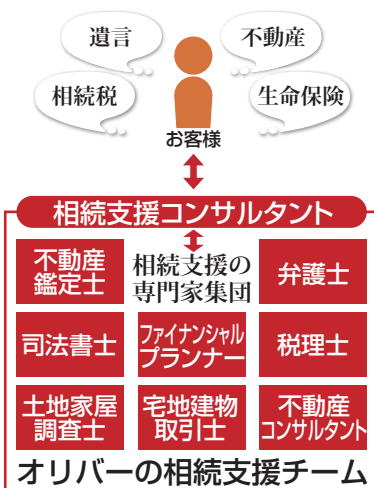 遺言
不動産
相続税
生命保険
お客様
相続支援コンサルタント
不動産
鑑定士
相続支援の
専門家集団
弁護士
司法書士
ファイナンシャル
プランナー
税理士
土地家屋
調査士
宅地建物
取引士
不動産
コンサルタント
オリバーの相続支援チーム